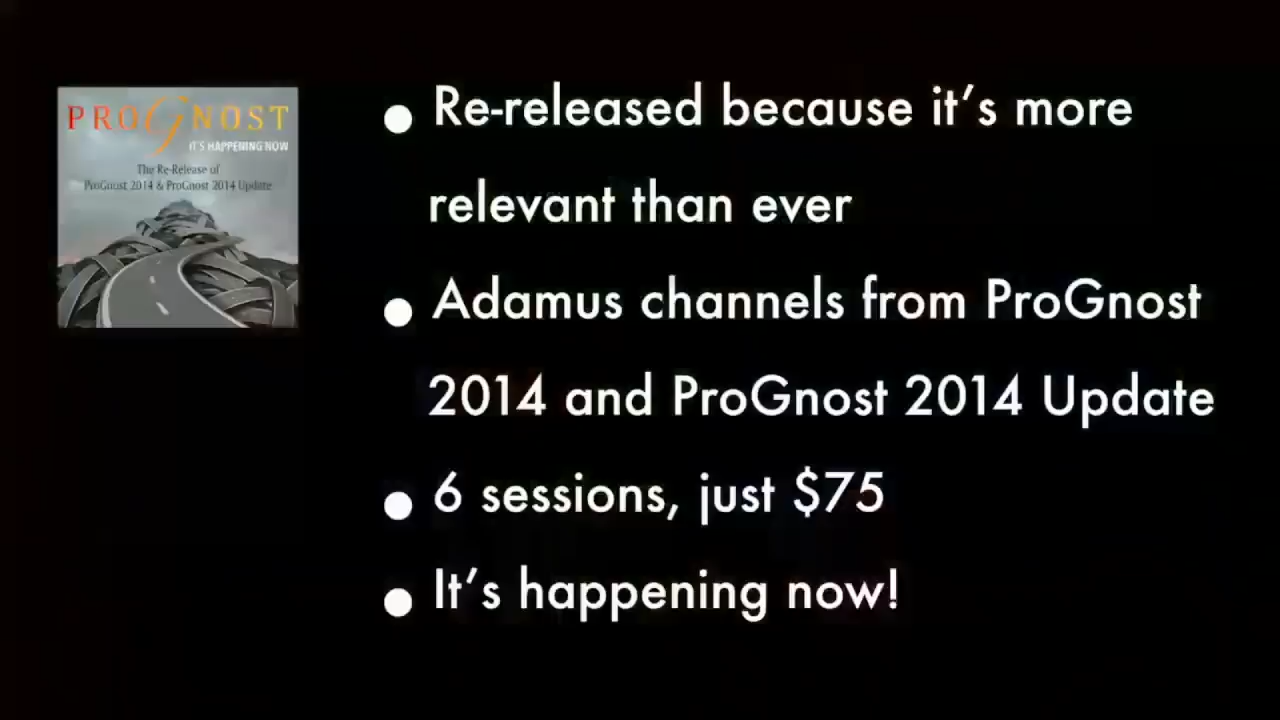 PROGNOST
IT'S HAPPENING NOW
The Re-Release of
ProGnost 2014 & ProGnost 2014 Update
• Re-released because it’s more
relevant than ever
• Adamus channels from ProGnost
2014 and ProGnost 2014 Update
• 6 sessions, just $75
• It’s happening now!